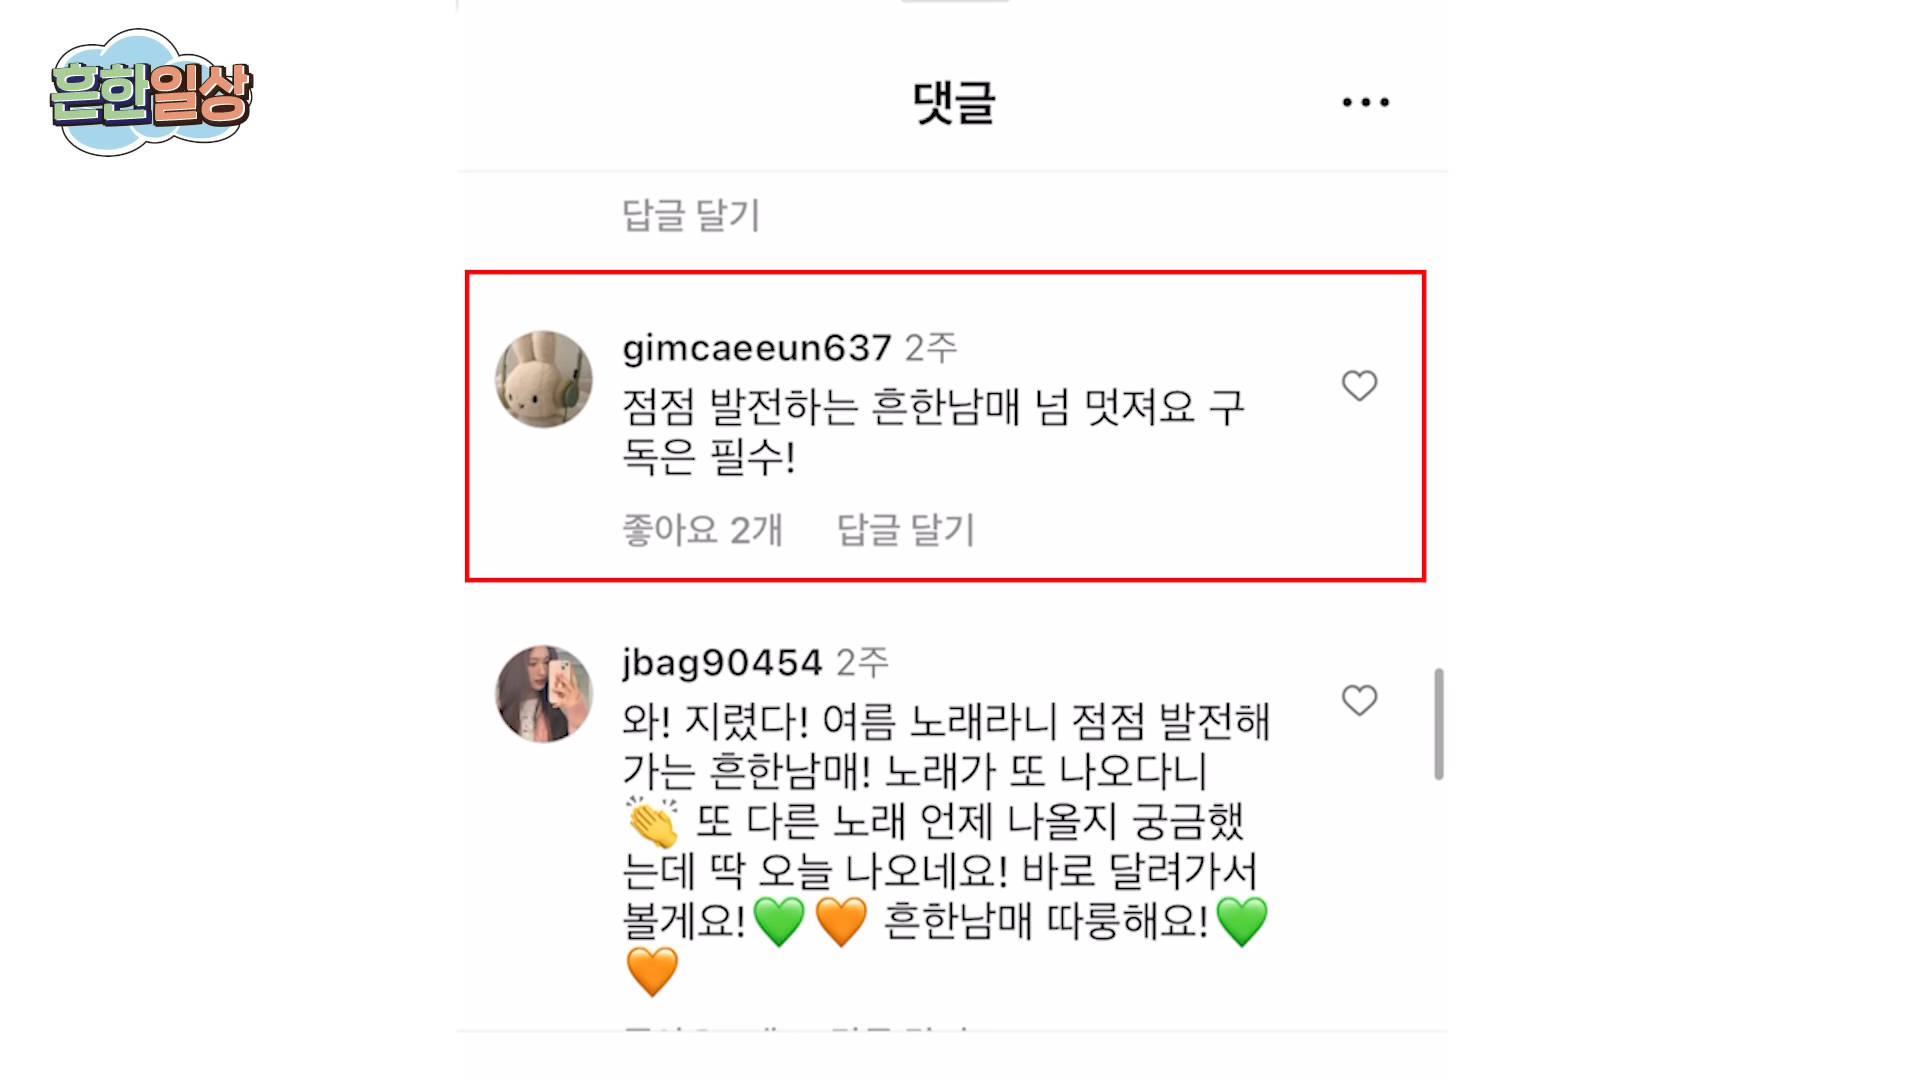 흔한일상
댓글
답글 달기
gimcaeeun637 2주
점점 발전하는 흔한남매 넘 멋져요 구
독은 필수!
좋아요 2개 답글 달기
jbag90454 2주
와! 지렸다! 여름 노래라니 점점 발전해
가는 흔한남매! 노래가 또 나오다니
👏 또 다른 노래 언제 나올지 궁금했
는데 딱 오늘 나오네요! 바로 달려가서
볼게요!💚🧡 흔한남매 따룽해요!💚
🧡